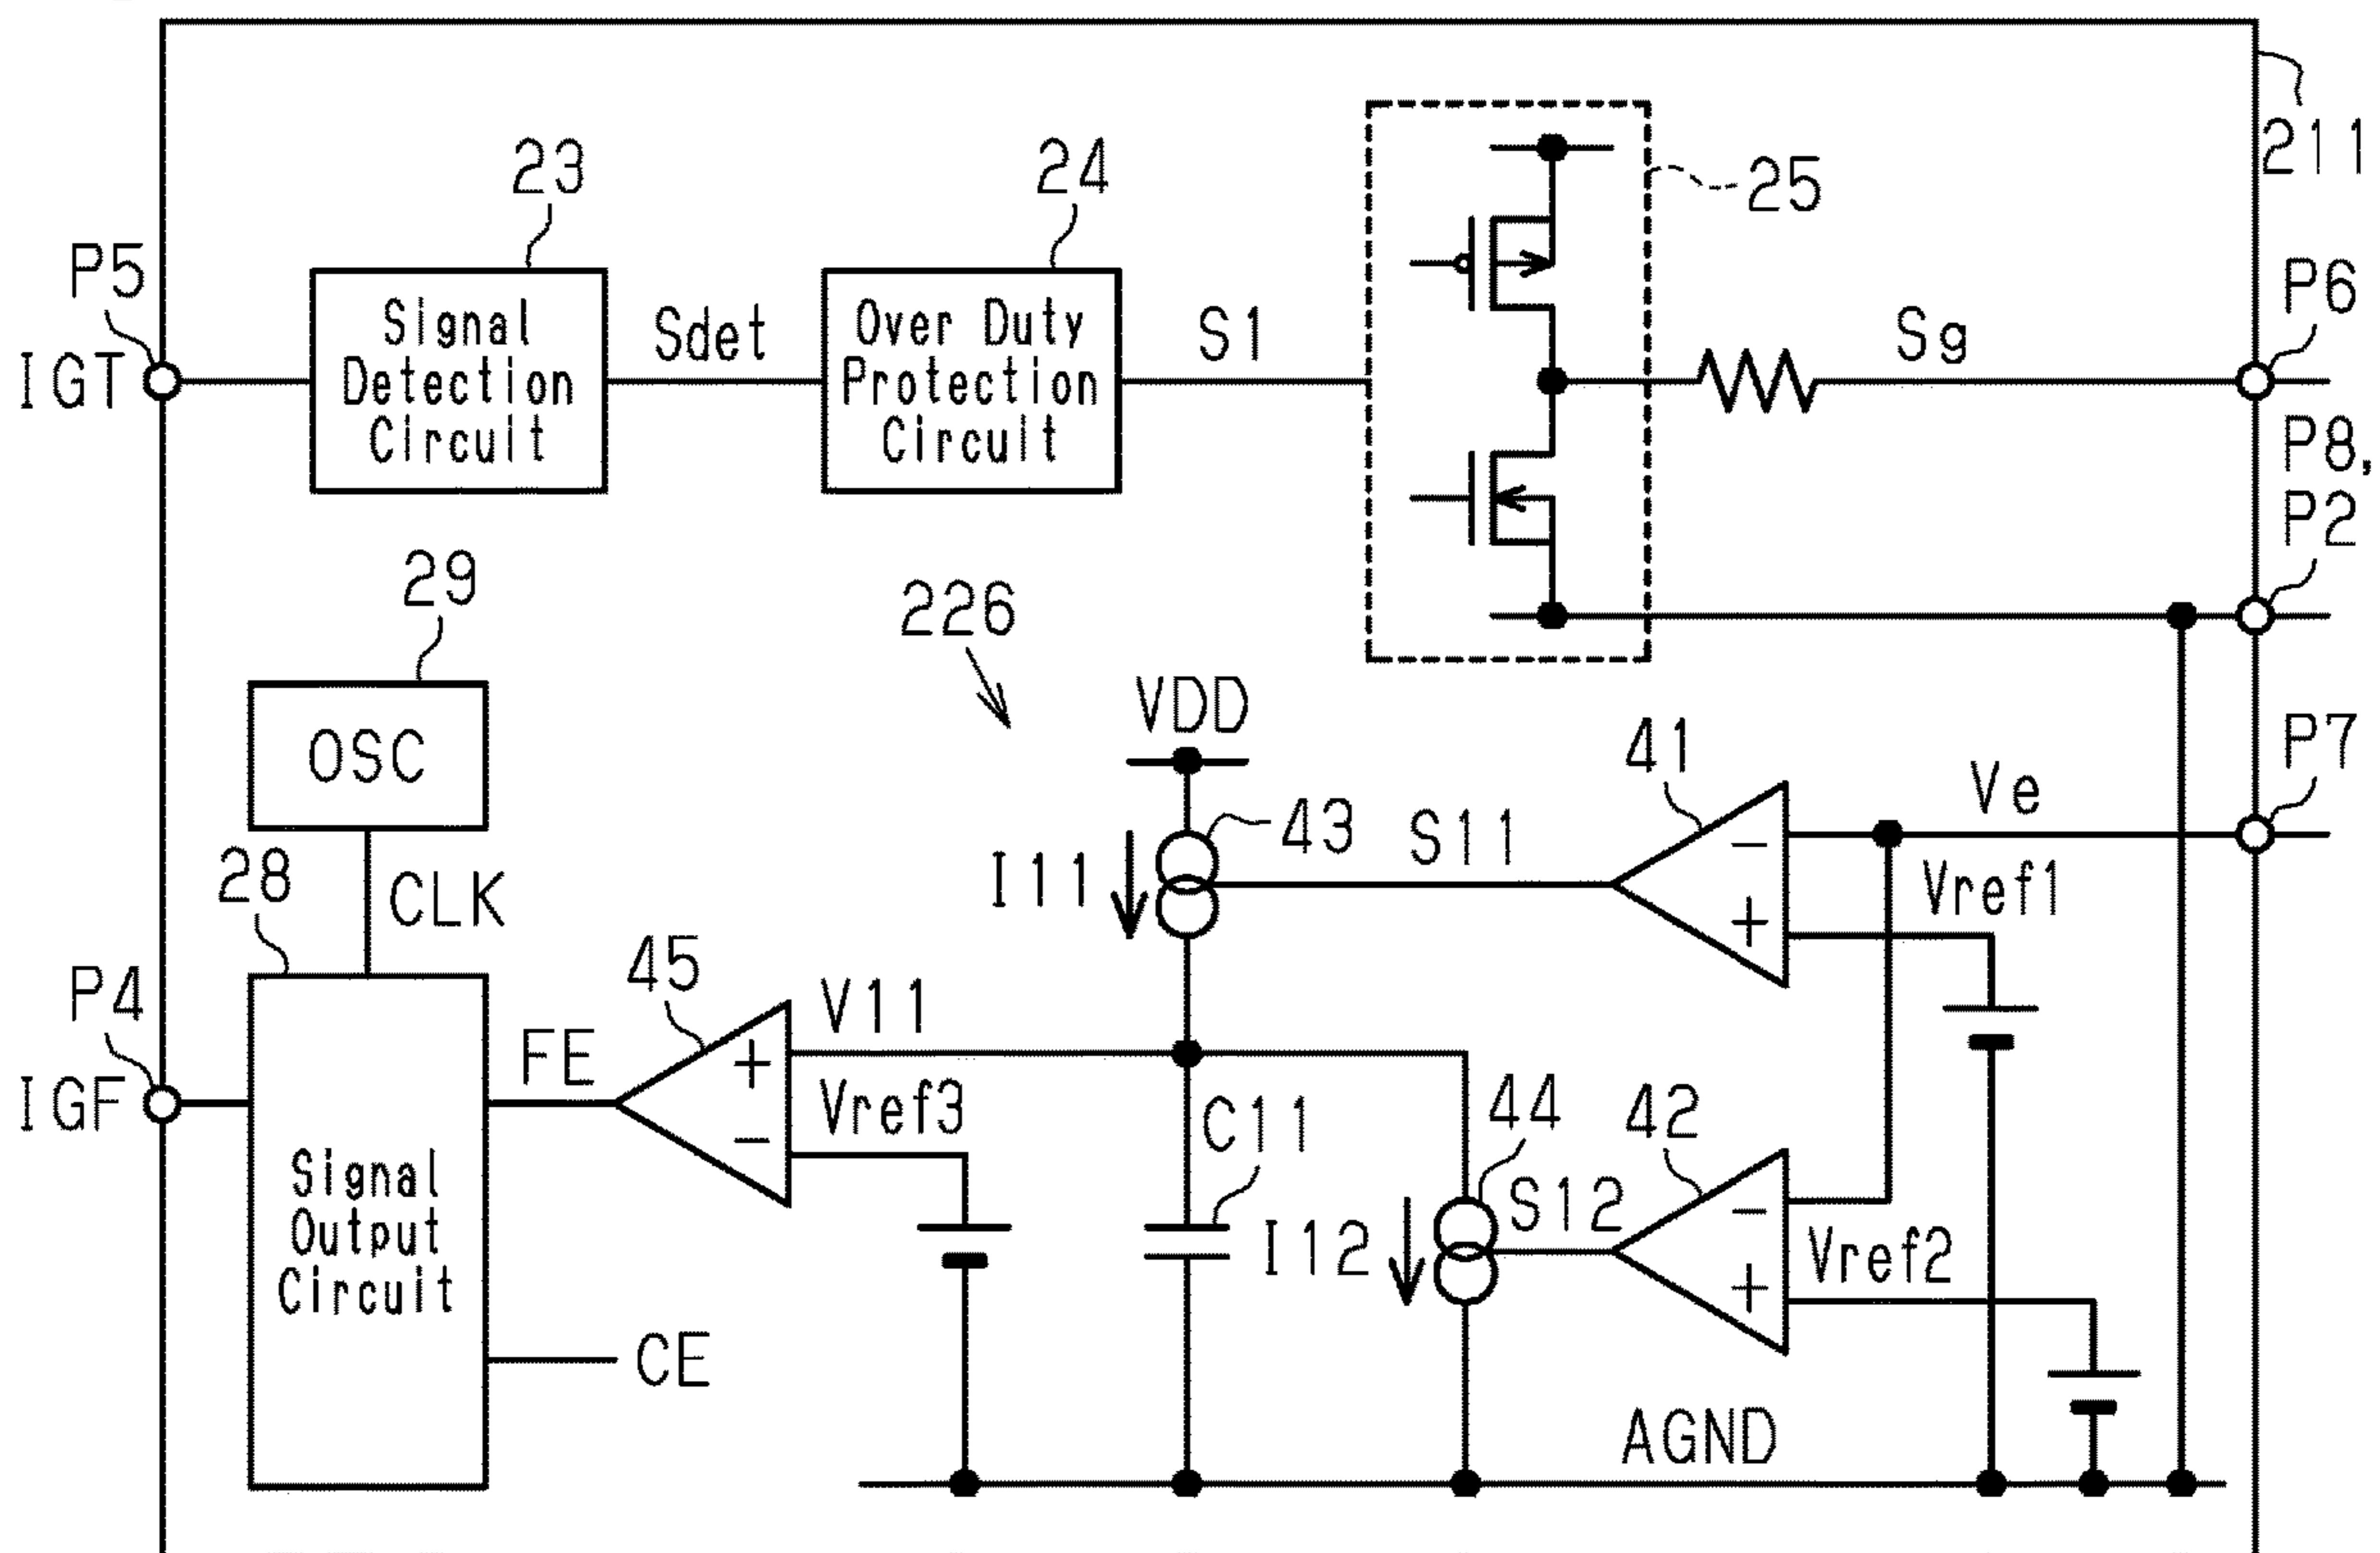 211
23
24
25
P5
IGT
Signal
Detection
Circuit
Sdet
Over Duty
Protection
Circuit
S1
Sg
P6
P8,
P2
29
OSC
226
VDD
41
Ve
P7
43
S11
I11
Vref1
28
CLK
P4
IGF
45
V11
FE
Vref3
Signal
Output
Circuit
C11
44
42
I12
S12
Vref2
CE
AGND
-
+
+
-
-
+